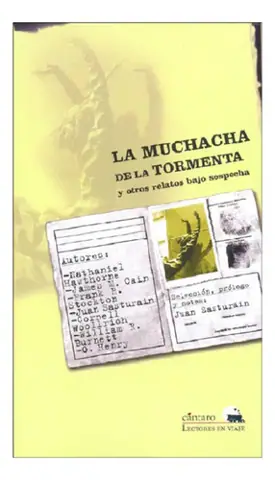 LA MUCHACHA
DE LA TORMENTA
y otros relatos bajo sospecha
Autores:
-Nathaniel
Hawthorne
-James M. Cain
-Frank R.
Stockton
-Juan Sasturain
-Cornell
Woolrich
-William R.
Burnett
-O. Henry
Selección, prólogo
y notas:
Juan Sasturain
cántaro
LECTORES EN VIAJE